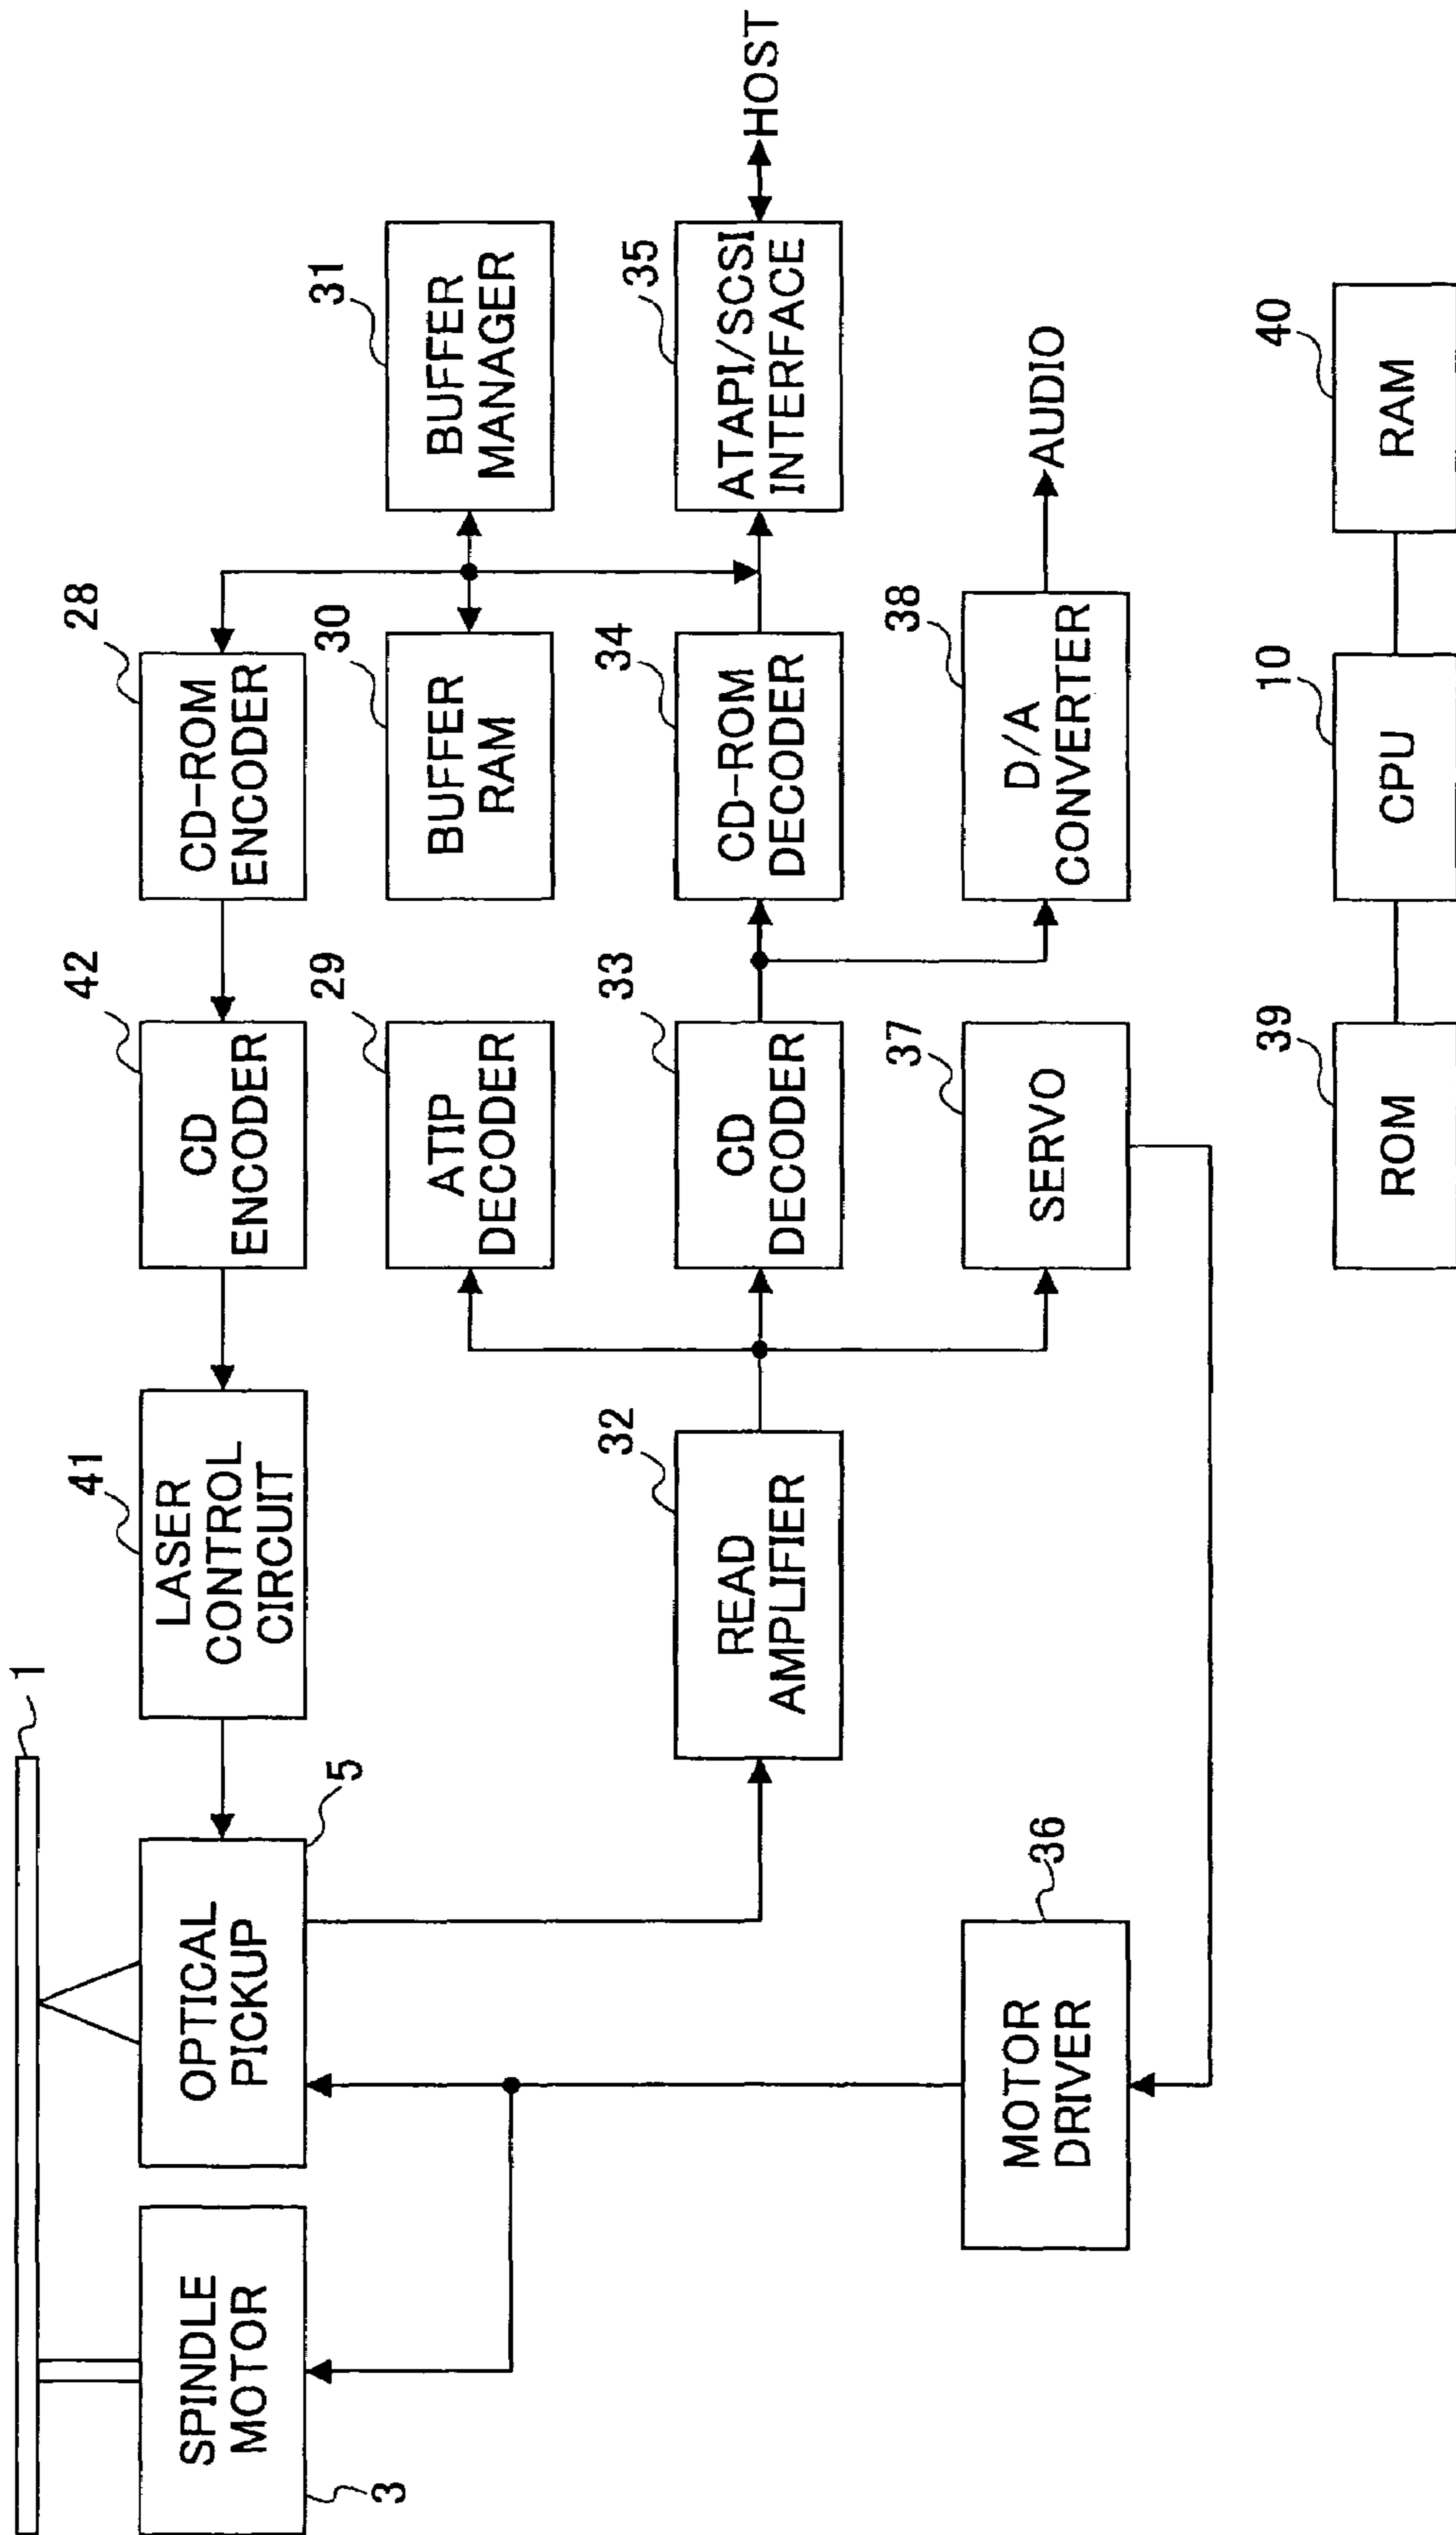 1
SPINDLE
MOTOR
3
OPTICAL
PICKUP
5
LASER
CONTROL
CIRCUIT
41
CD
ENCODER
42
CD-ROM
ENCODER
28
ATIP
DECODER
29
BUFFER
RAM
30
BUFFER
MANAGER
31
READ
AMPLIFIER
32
CD
DECODER
33
CD-ROM
DECODER
34
ATAPI/SCSI
INTERFACE
35
HOST
MOTOR
DRIVER
36
SERVO
37
D/A
CONVERTER
38
AUDIO
ROM
39
CPU
10
RAM
40